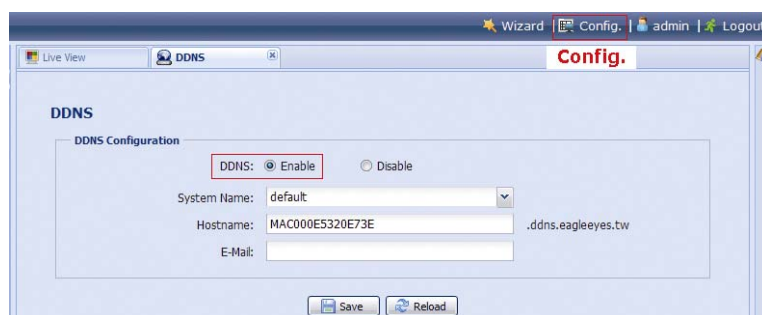 Wizard | Config. | admin | Logout
Live View DDNS
Config.
DDNS
DDNS Configuration
DDNS: Enable Disable
System Name: default
Hostname: MAC000E5320E73E .ddns.eagleeyes.tw
E-Mail:
Save Reload